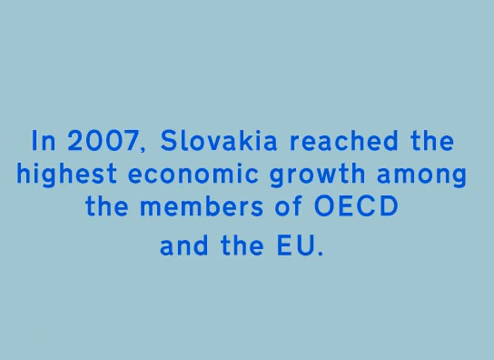 In 2007, Slovakia reached the
highest economic growth among
the members of OECD
and the EU.